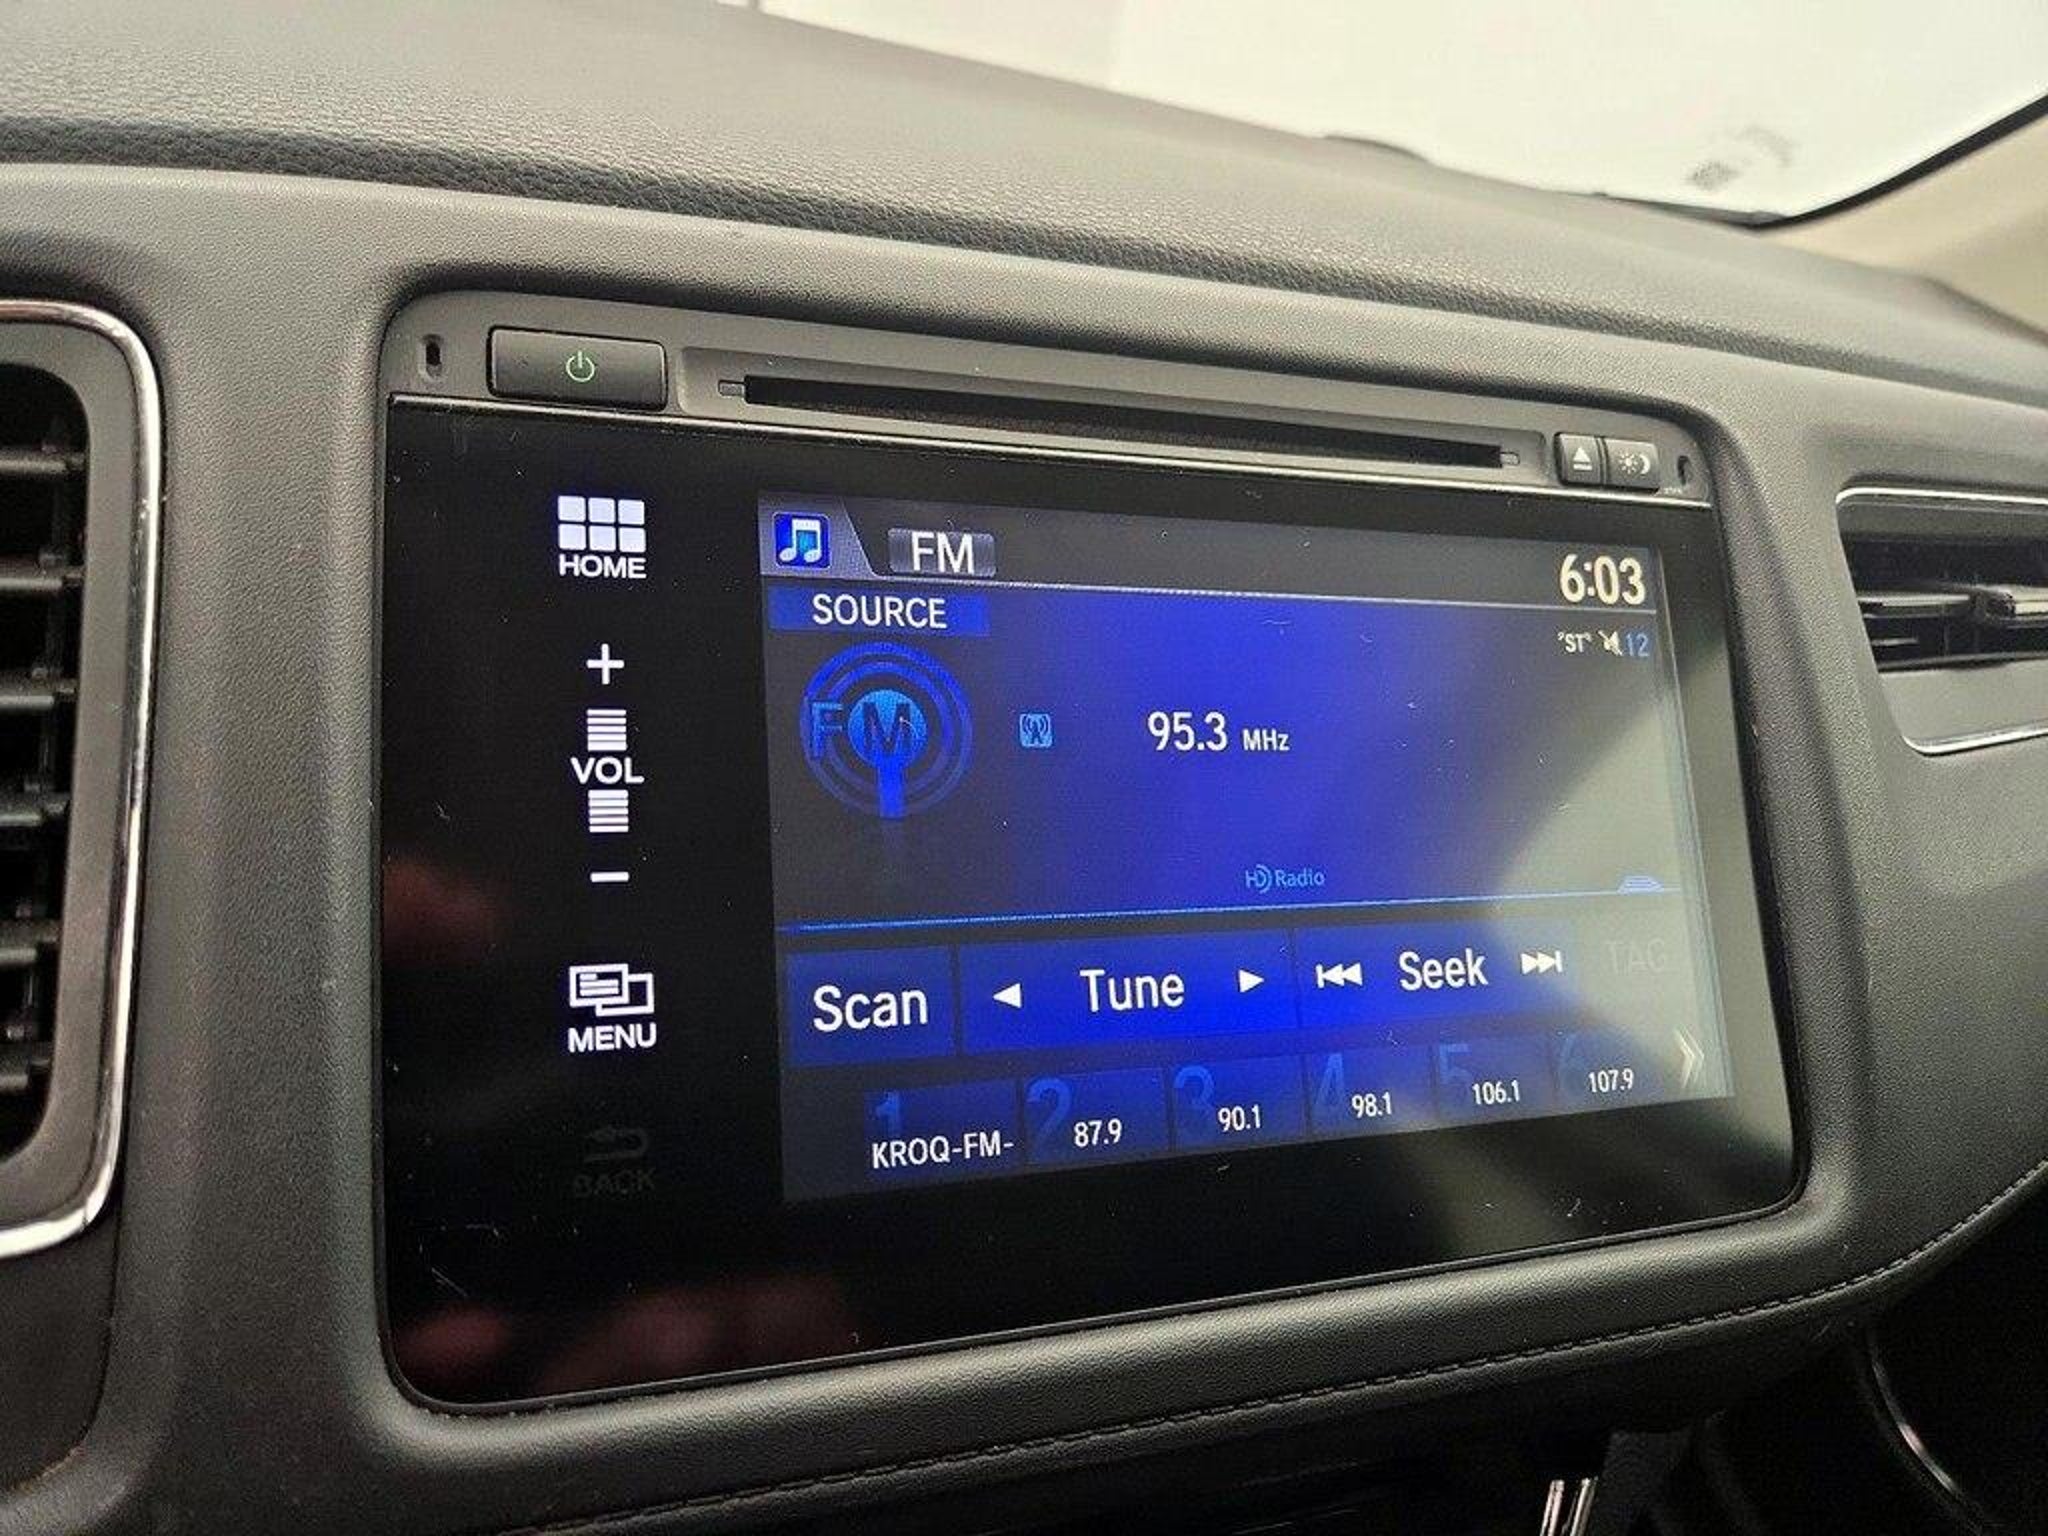 HOME
+
VOL
−
MENU
BACK
FM
6:03
SOURCE
"ST" 12
FM
95.3 MHz
HD Radio
Scan
Tune
Seek
TAG
1 KROQ-FM-
2 87.9
3 90.1
4 98.1
5 106.1
6 107.9